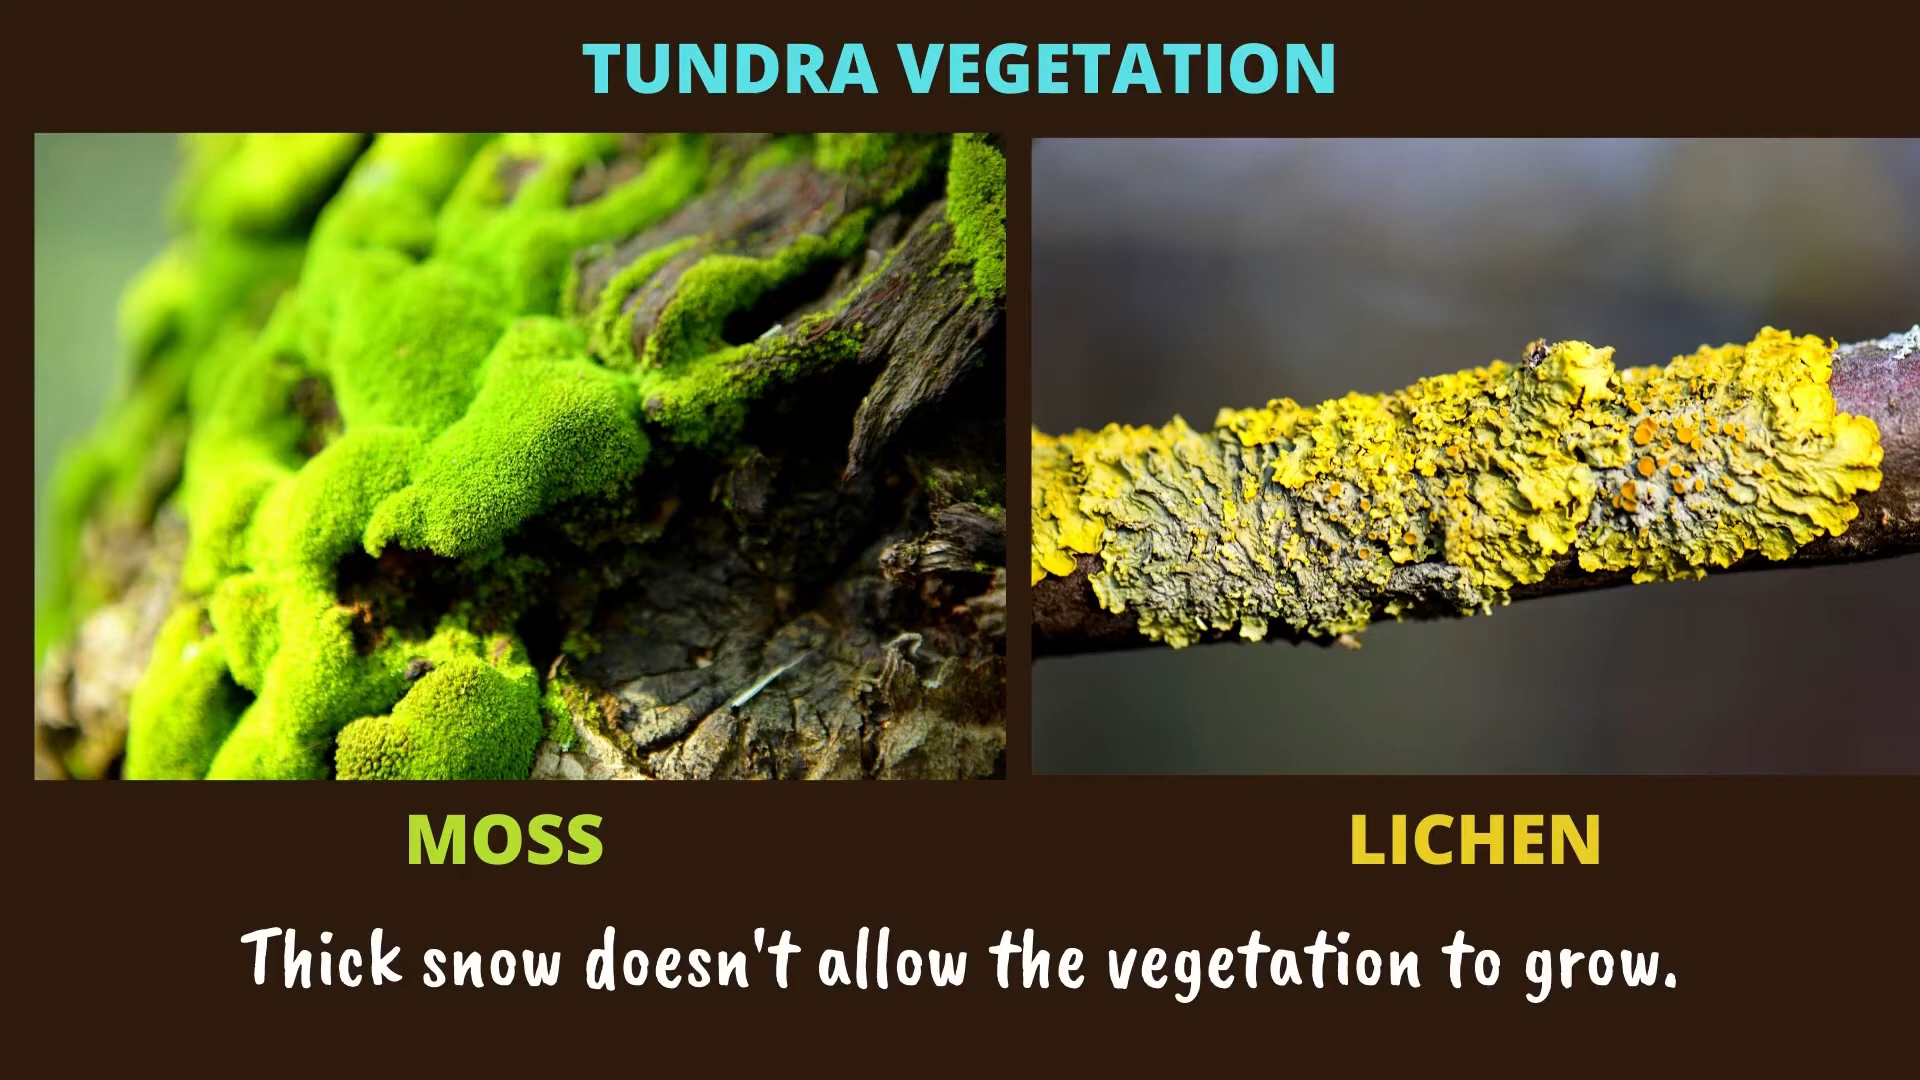 TUNDRA VEGETATION
MOSS
LICHEN
Thick snow doesn't allow the vegetation to grow.